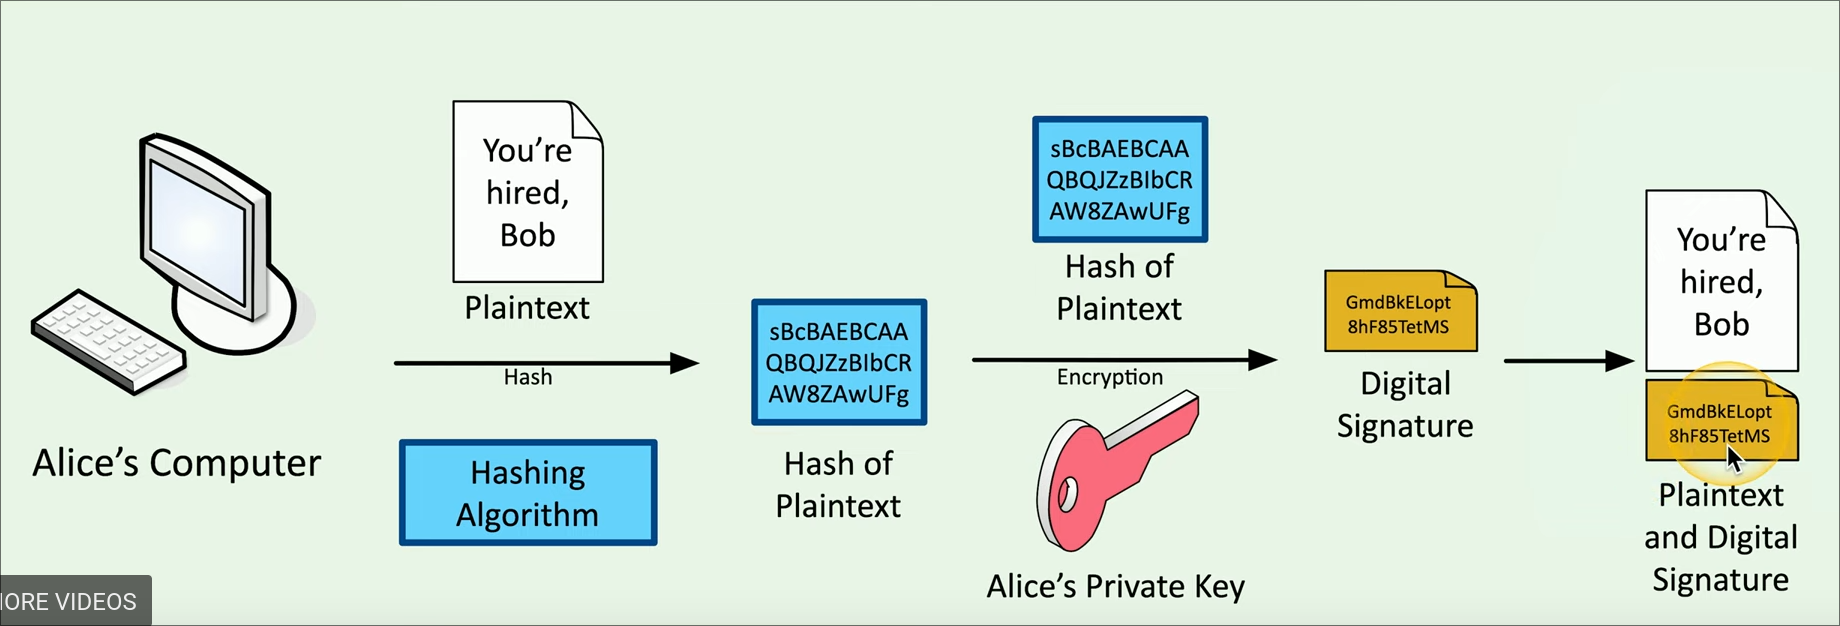 You're
hired,
Bob
Plaintext
Hash
Hashing
Algorithm
Alice's Computer
sBcBAEBCAA
QBQJZzBIbCR
AW8ZAwUFg
Hash of
Plaintext
sBcBAEBCAA
QBQJZzBIbCR
AW8ZAwUFg
Hash of
Plaintext
Encryption
Alice's Private Key
GmdBkELopt
8hF85TetMS
Digital
Signature
You're
hired,
Bob
GmdBkELopt
8hF85TetMS
Plaintext
and Digital
Signature
MORE VIDEOS